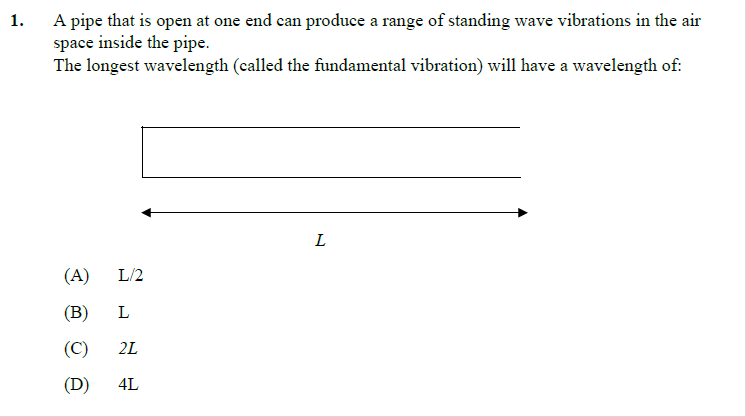 1. A pipe that is open at one end can produce a range of standing wave vibrations in the air
space inside the pipe.
The longest wavelength (called the fundamental vibration) will have a wavelength of:
L
(A) L/2
(B) L
(C) 2L
(D) 4L